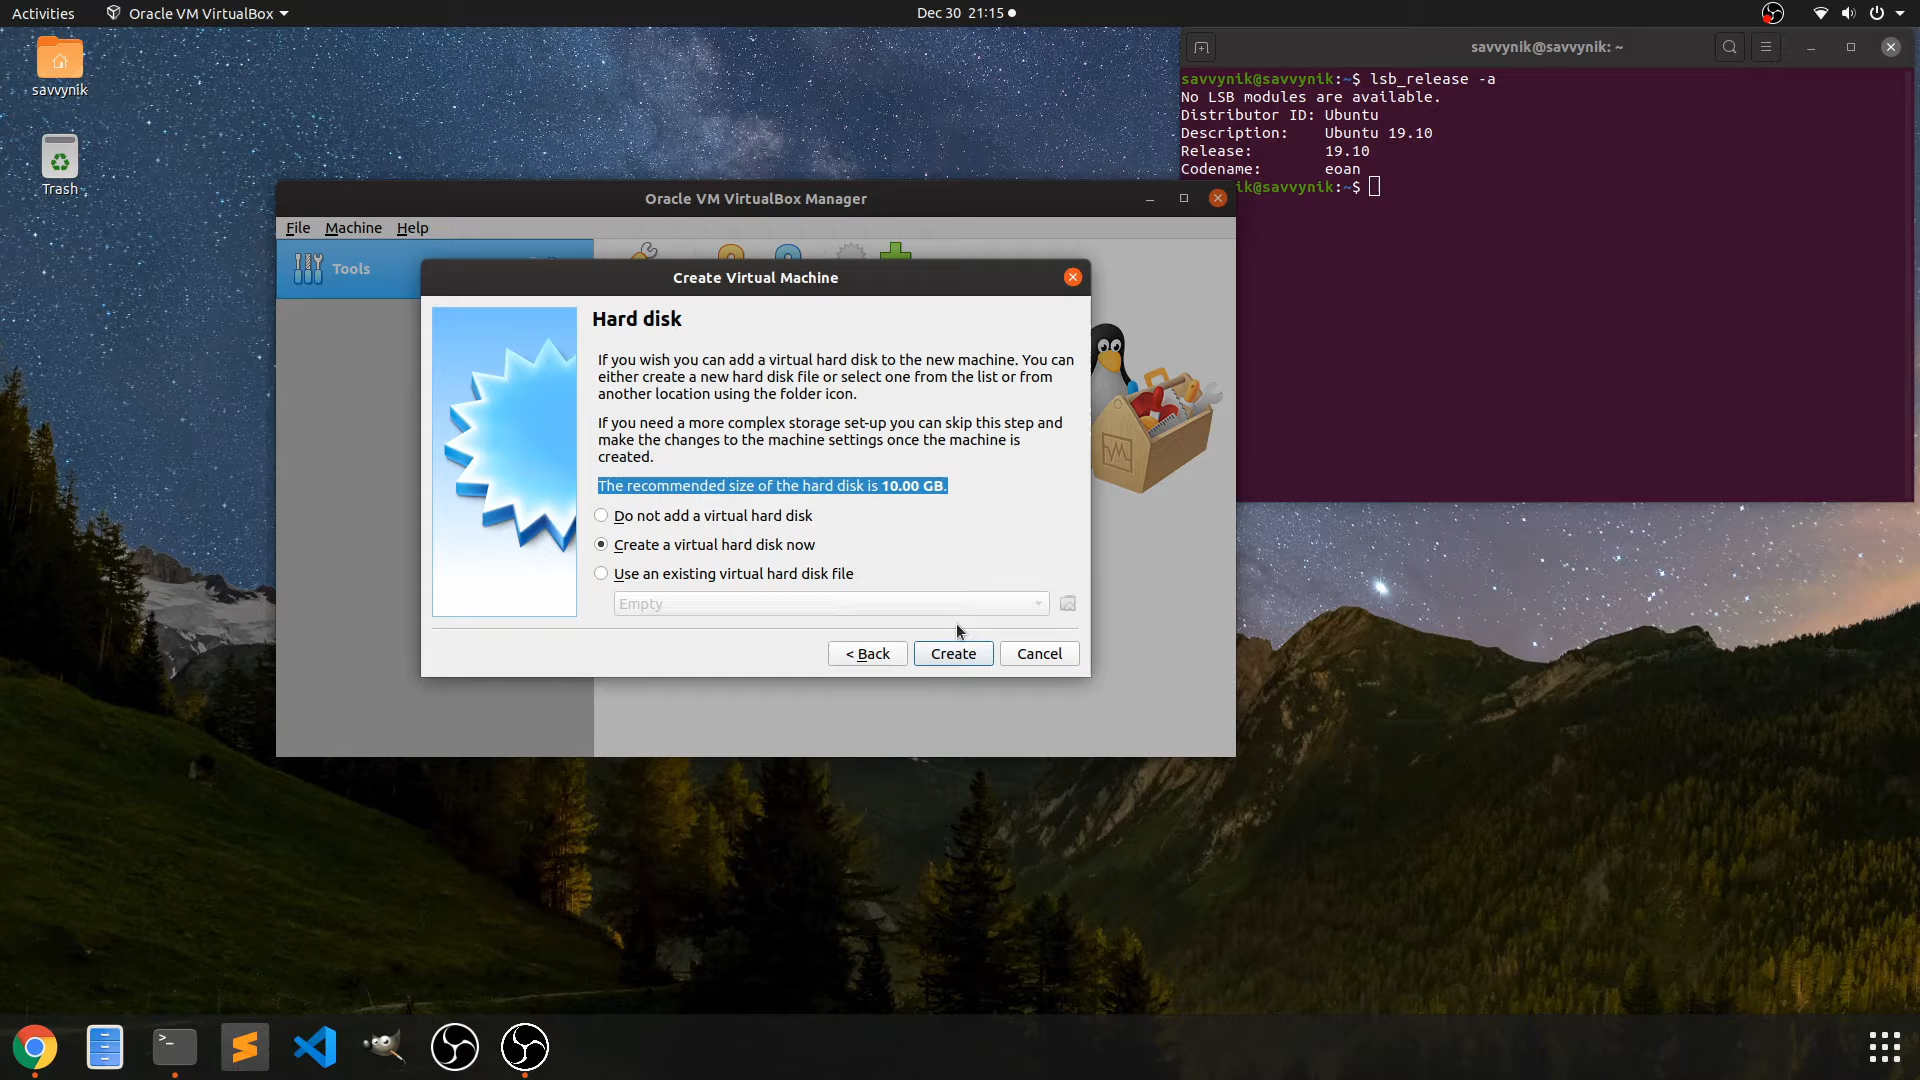 Activities
Oracle VM VirtualBox
Dec 30 21:15
savvynik
Trash
savvynik@savvynik: ~
savvynik@savvynik:~$ lsb_release -a
No LSB modules are available.
Distributor ID: Ubuntu
Description: Ubuntu 19.10
Release: 19.10
Codename: eoan
ik@savvynik:~$
Oracle VM VirtualBox Manager
File Machine Help
Tools
Create Virtual Machine
Hard disk
If you wish you can add a virtual hard disk to the new machine. You can
either create a new hard disk file or select one from the list or from
another location using the folder icon.
If you need a more complex storage set-up you can skip this step and
make the changes to the machine settings once the machine is
created.
The recommended size of the hard disk is 10.00 GB.
Do not add a virtual hard disk
Create a virtual hard disk now
Use an existing virtual hard disk file
Empty
< Back
Create
Cancel